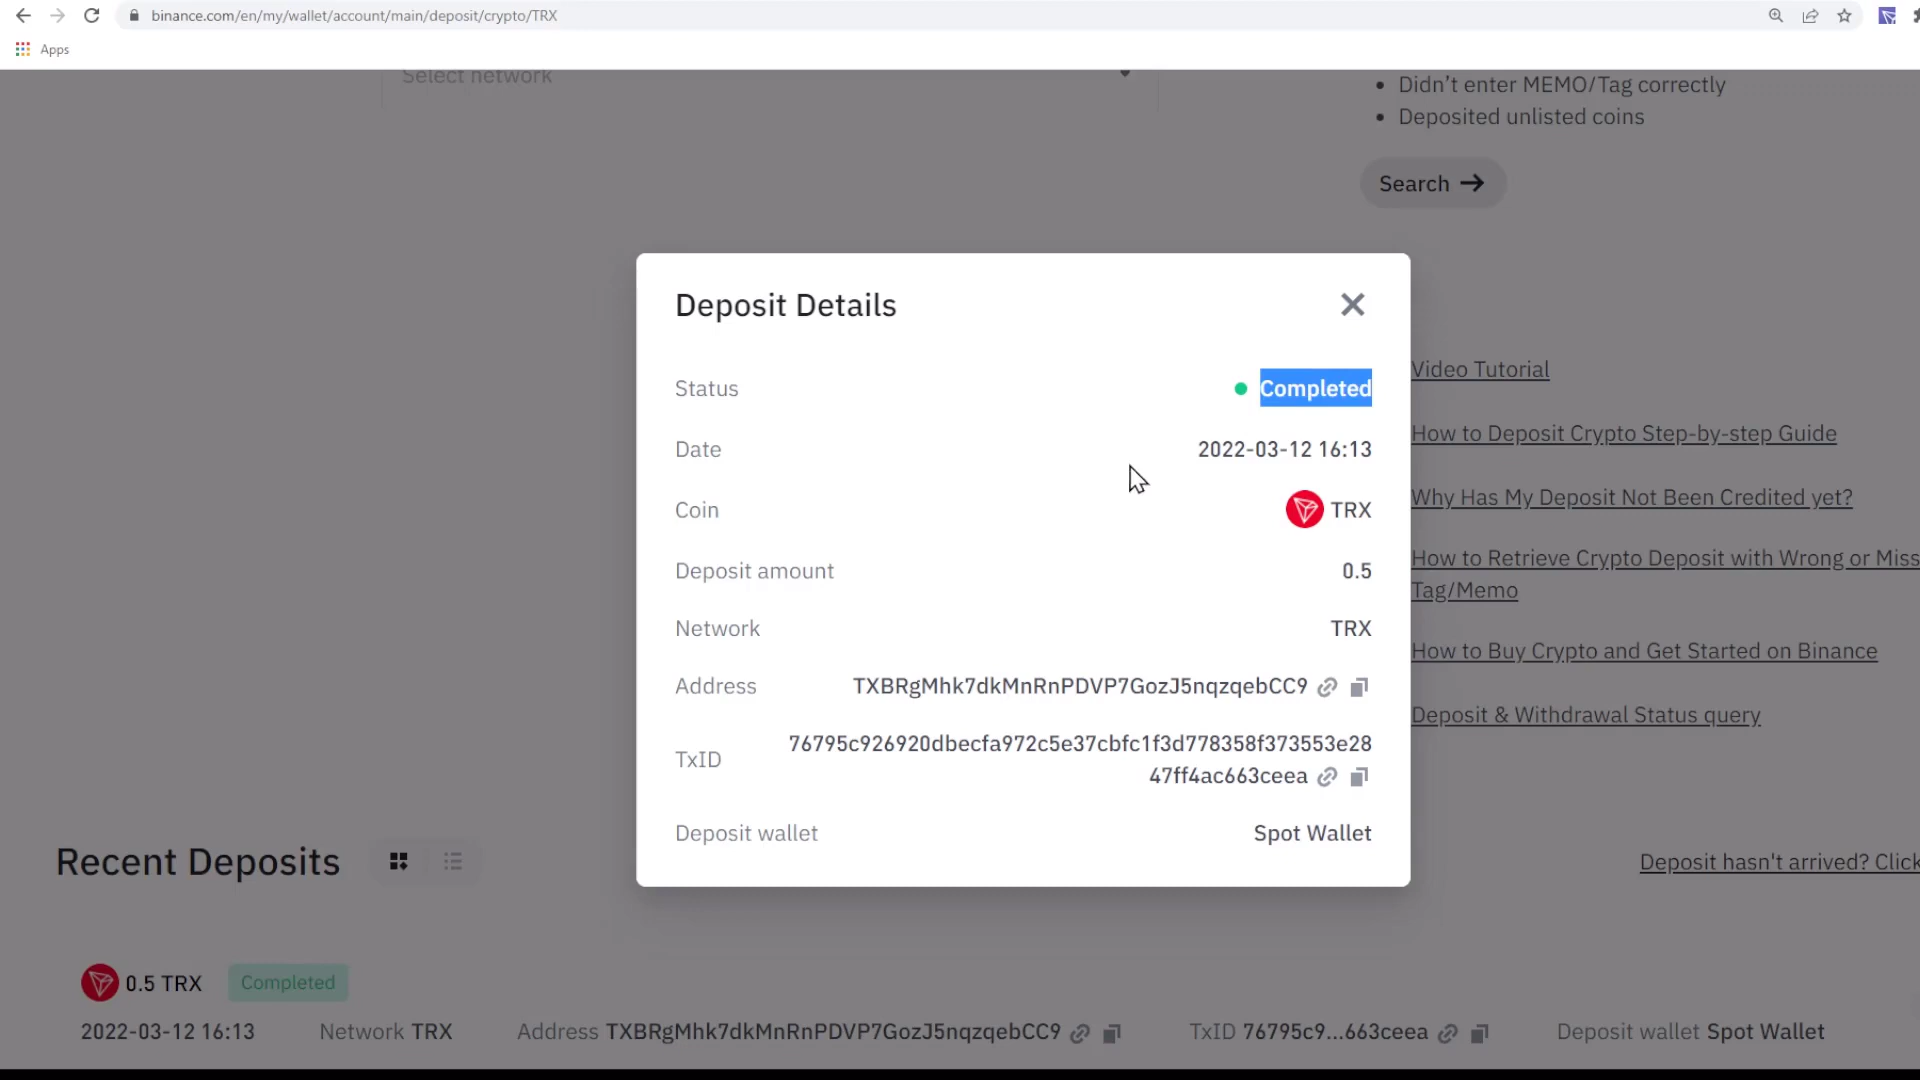 binance.com/en/my/wallet/account/main/deposit/crypto/TRX
Apps
Select network
Didn’t enter MEMO/Tag correctly
Deposited unlisted coins
Search →
Deposit Details
Status Completed
Date 2022-03-12 16:13
Coin TRX
Deposit amount 0.5
Network TRX
Address TXBRgMhk7dkMnRnPDVP7GozJ5nqzqebCC9
TxID 76795c926920dbecfa972c5e37cbfc1f3d778358f373553e28
47ff4ac663ceea
Deposit wallet Spot Wallet
Video Tutorial
How to Deposit Crypto Step-by-step Guide
Why Has My Deposit Not Been Credited yet?
How to Retrieve Crypto Deposit with Wrong or Miss
Tag/Memo
How to Buy Crypto and Get Started on Binance
Deposit & Withdrawal Status query
Recent Deposits
Deposit hasn't arrived? Click
0.5 TRX Completed
2022-03-12 16:13 Network TRX Address TXBRgMhk7dkMnRnPDVP7GozJ5nqzqebCC9 TxID 76795c9...663ceea Deposit wallet Spot Wallet